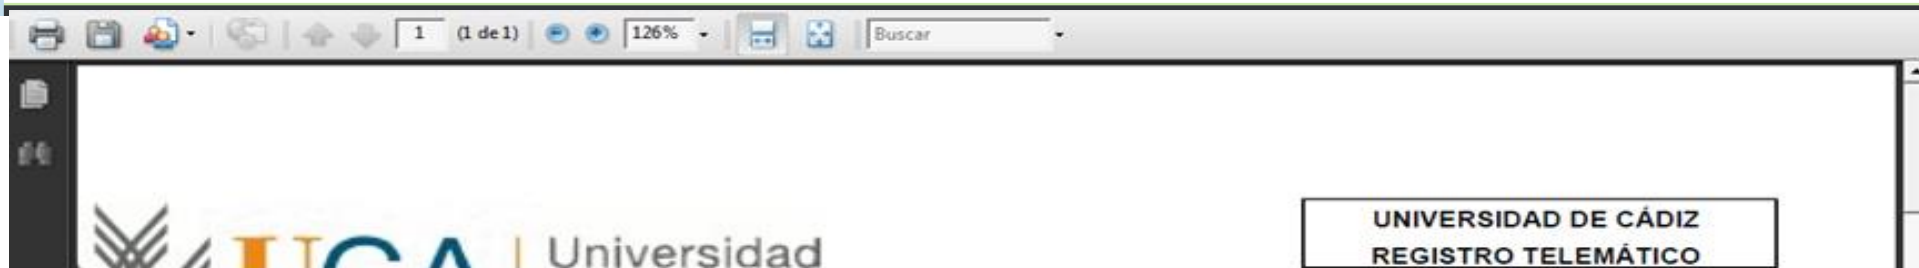 1 (1 de 1) 126% Buscar
UCA Universidad
UNIVERSIDAD DE CÁDIZ
REGISTRO TELEMÁTICO